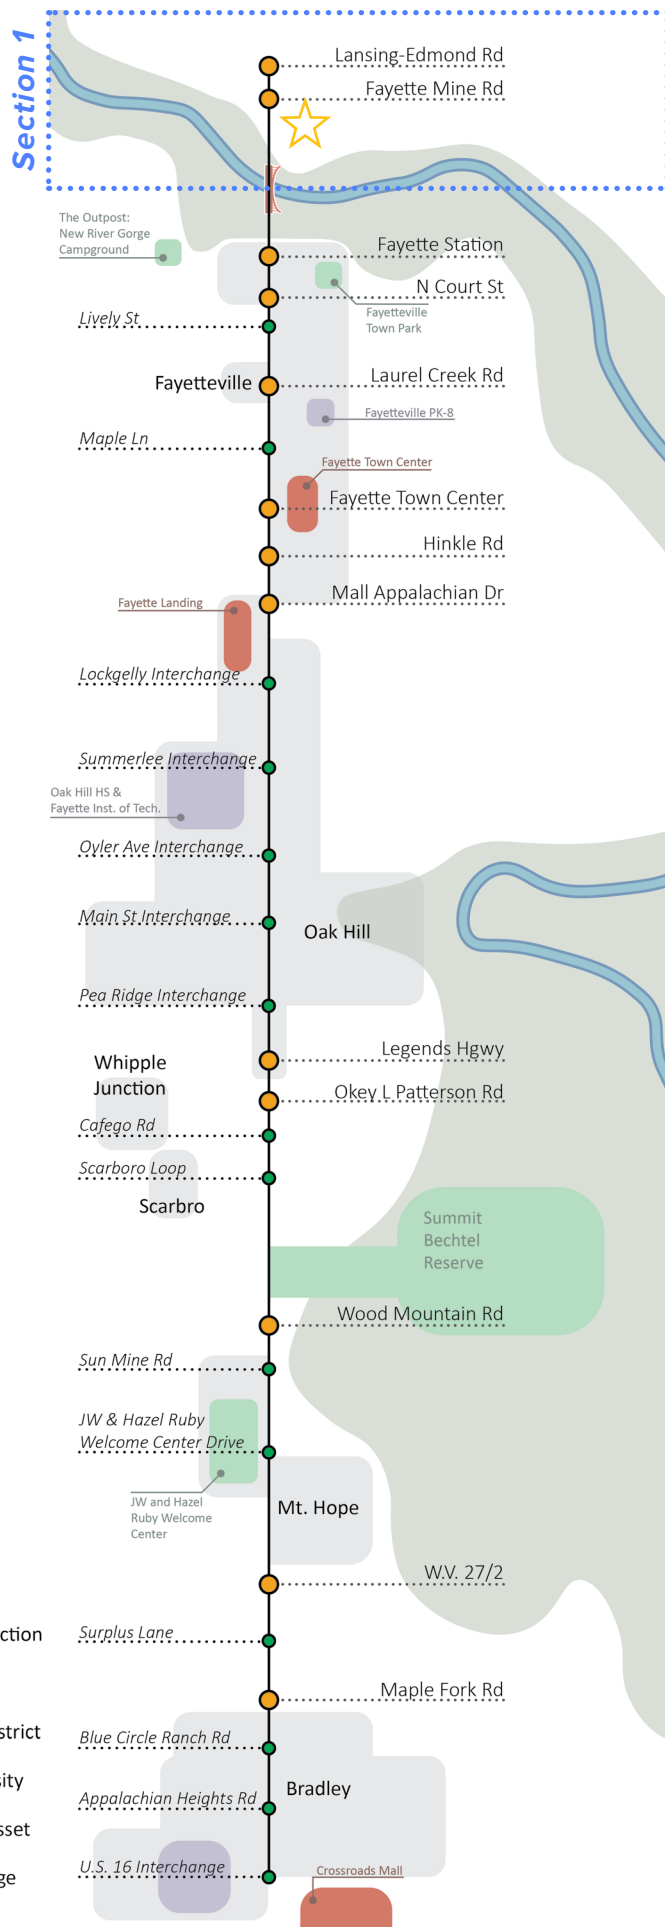 Section 1
Lansing-Edmond Rd
Fayette Mine Rd
The Outpost:
New River Gorge
Campground
Fayette Station
N Court St
Fayetteville
Town Park
Lively St
Laurel Creek Rd
Fayetteville
Fayetteville PK-8
Maple Ln
Fayette Town Center
Fayette Town Center
Hinkle Rd
Mall Appalachian Dr
Fayette Landing
Lockgelly Interchange
Summerlee Interchange
Oak Hill HS &
Fayette Inst. of Tech.
Oyler Ave Interchange
Main St Interchange
Oak Hill
Pea Ridge Interchange
Legends Hgwy
Whipple
Junction
Okey L Patterson Rd
Cafego Rd
Scarboro Loop
Scarbro
Summit
Bechtel
Reserve
Wood Mountain Rd
Sun Mine Rd
JW & Hazel Ruby
Welcome Center Drive
JW and Hazel
Ruby Welcome
Center
Mt. Hope
W.V. 27/2
ction
Surplus Lane
Maple Fork Rd
strict
Blue Circle Ranch Rd
sity
Bradley
Appalachian Heights Rd
sset
U.S. 16 Interchange
ge
Crossroads Mall